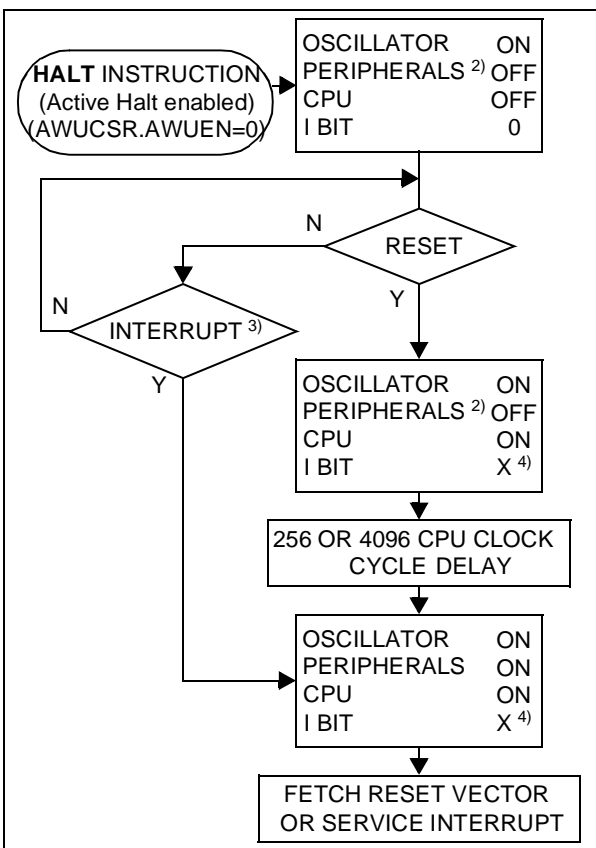 HALT INSTRUCTION
(Active Halt enabled)
(AWUCSR.AWUEN=0)
OSCILLATOR ON
PERIPHERALS 2) OFF
CPU OFF
I BIT 0
RESET
N
Y
INTERRUPT 3)
N
Y
OSCILLATOR ON
PERIPHERALS 2) OFF
CPU ON
I BIT X 4)
256 OR 4096 CPU CLOCK
CYCLE DELAY
OSCILLATOR ON
PERIPHERALS ON
CPU ON
I BIT X 4)
FETCH RESET VECTOR
OR SERVICE INTERRUPT